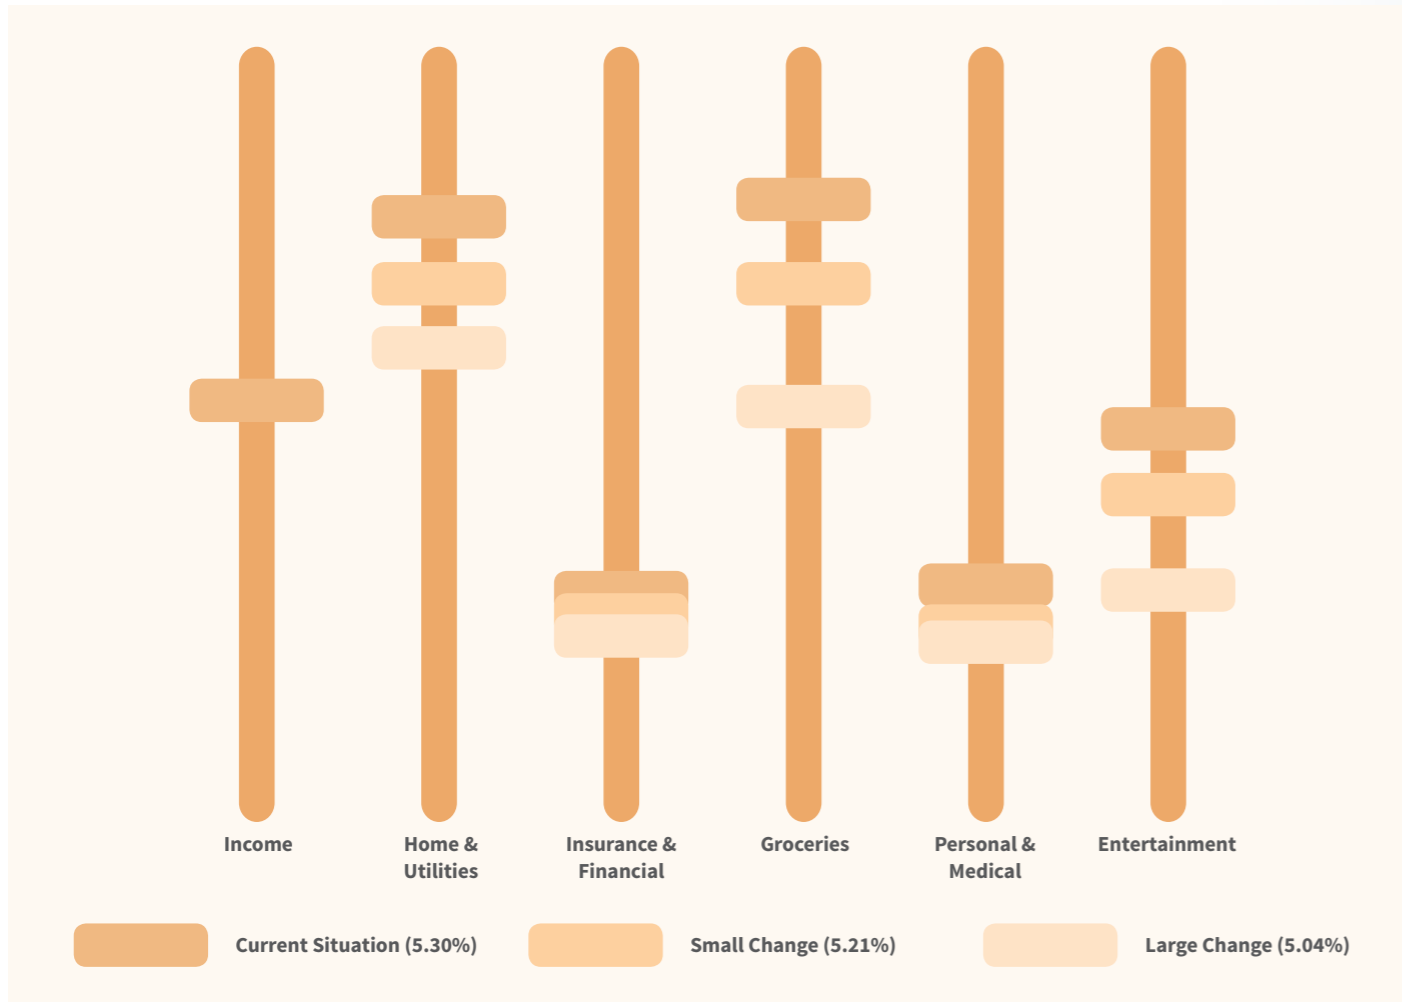 Income
Home &
Utilities
Insurance &
Financial
Groceries
Personal &
Medical
Entertainment
Current Situation (5.30%)
Small Change (5.21%)
Large Change (5.04%)